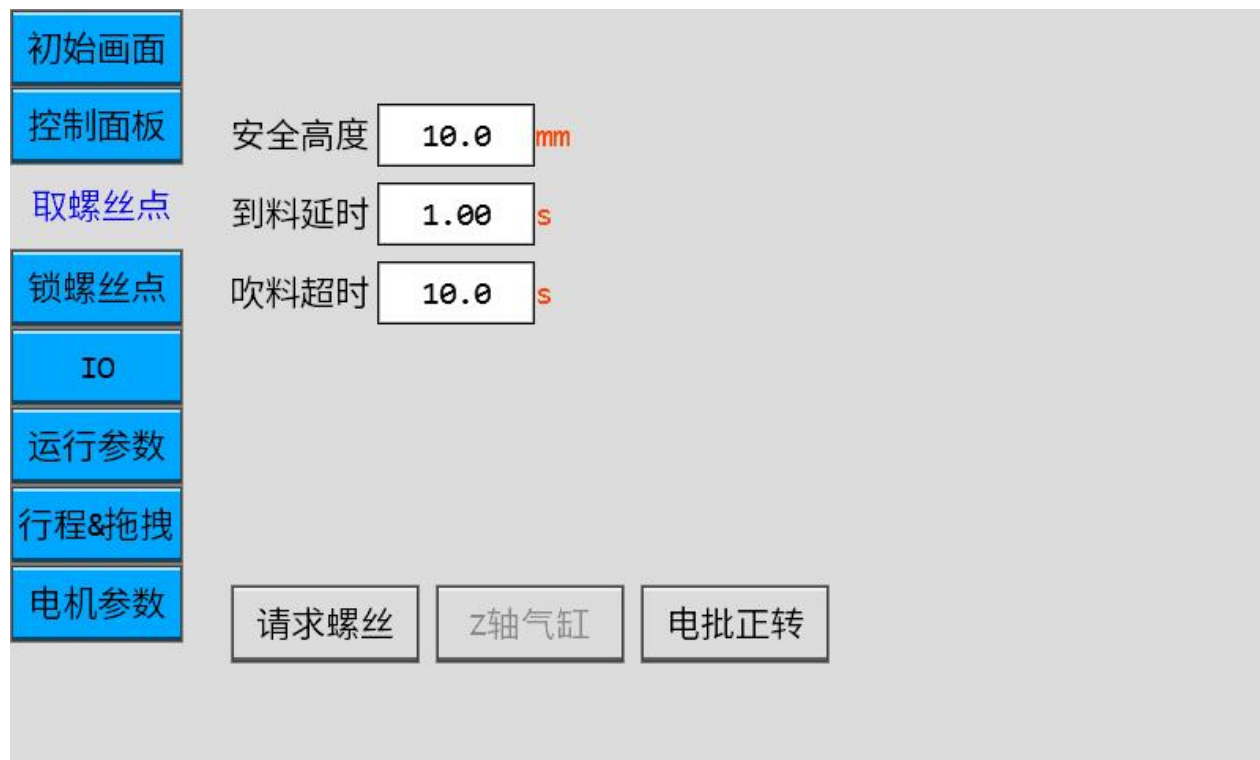 初始画面
控制面板
取螺丝点
锁螺丝点
IO
运行参数
行程&拖拽
电机参数
安全高度 10.0 mm
到料延时 1.00 s
吹料超时 10.0 s
请求螺丝 Z轴气缸 电批正转